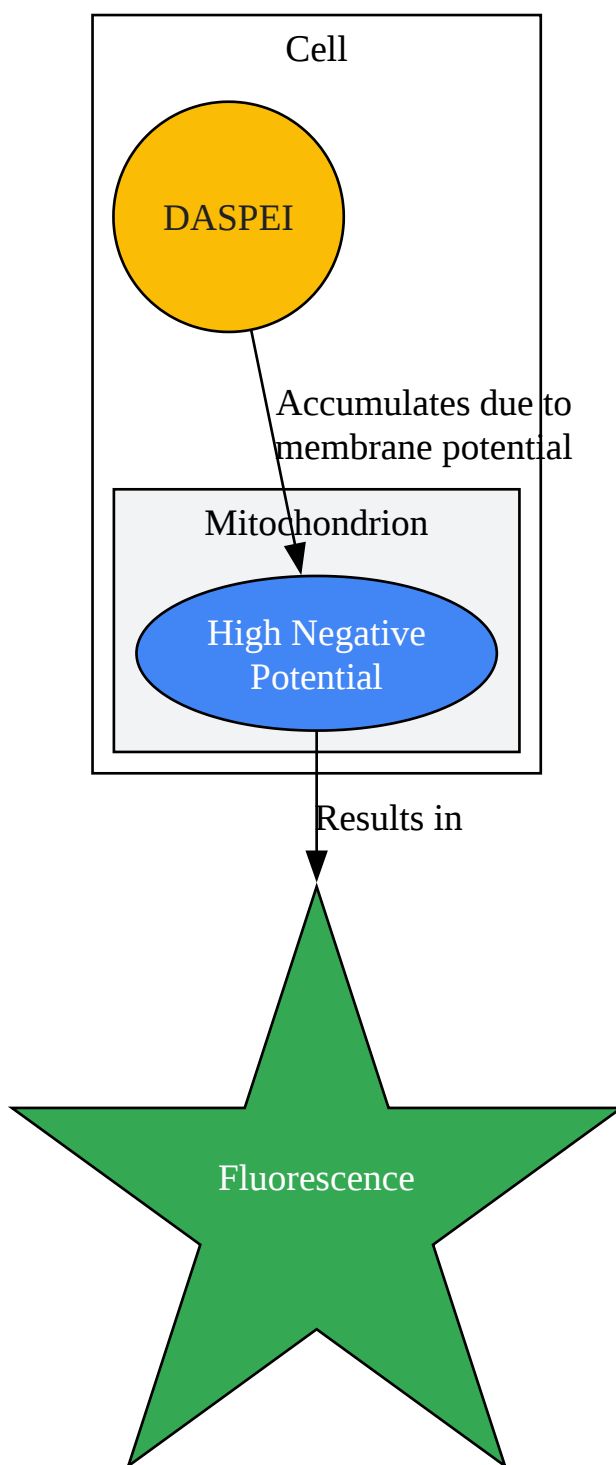 Cell
DASPEI
Accumulates due to
membrane potential
Mitochondrion
High Negative
Potential
Results in
Fluorescence